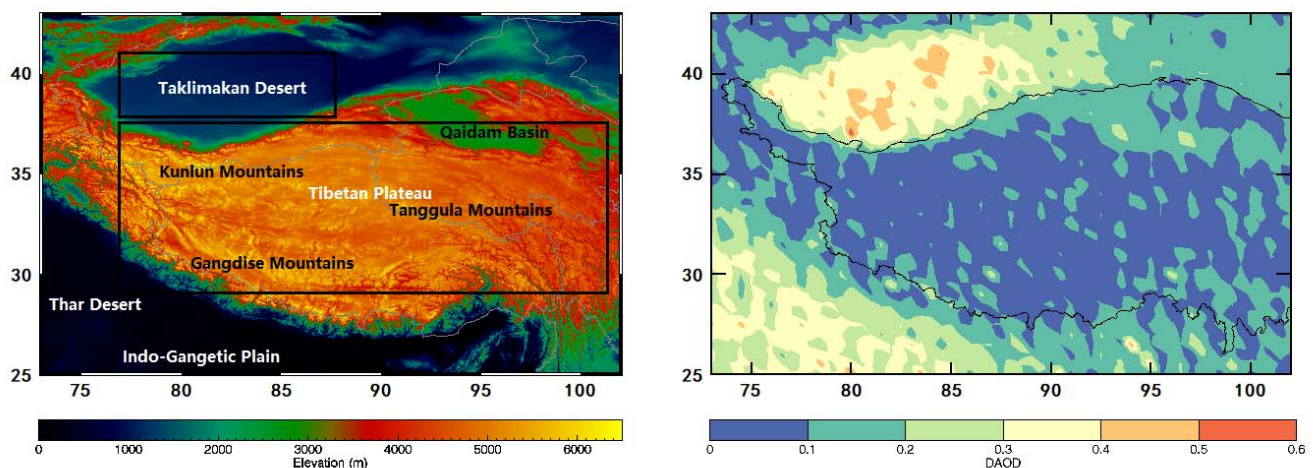 40
35
30
25
Taklimakan Desert
Qaidam Basin
Kunlun Mountains
Tibetan Plateau
Tanggula Mountains
Gangdise Mountains
Thar Desert
Indo-Gangetic Plain
75 80 85 90 95 100
0 1000 2000 3000 4000 5000 6000
Elevation (m)
40
35
30
25
75 80 85 90 95 100
0 0.1 0.2 0.3 0.4 0.5 0.6
DAOD